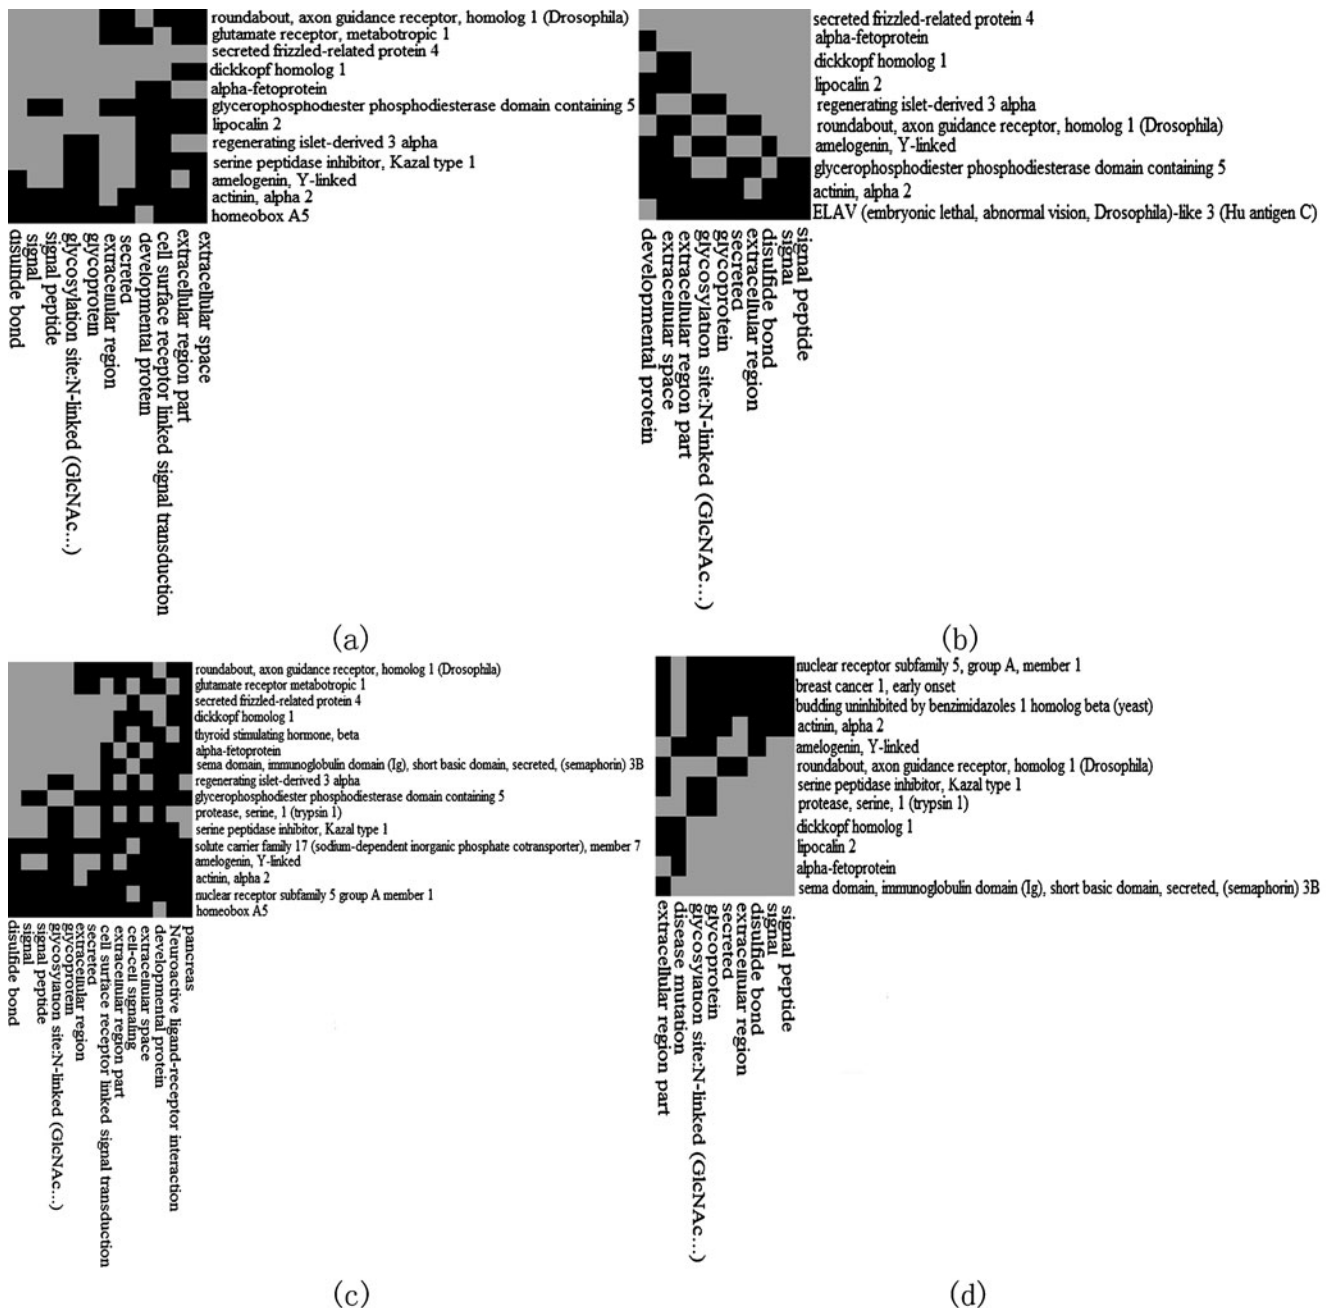 roundabout, axon guidance receptor, homolog 1 (Drosophila)
glutamate receptor, metabotropic 1
secreted frizzled-related protein 4
dickkopf homolog 1
alpha-fetoprotein
glycerophosphodiester phosphodiesterase domain containing 5
lipocalin 2
regenerating islet-derived 3 alpha
serine peptidase inhibitor, Kazal type 1
amelogenin, Y-linked
actinin, alpha 2
homeobox A5
disulfide bond
signal
signal peptide
glycosylation site:N-linked (GlcNAc...)
glycoprotein
extracellular region
secreted
developmental protein
cell surface receptor linked signal transduction
extracellular region part
extracellular space
(a)
secreted frizzled-related protein 4
alpha-fetoprotein
dickkopf homolog 1
lipocalin 2
regenerating islet-derived 3 alpha
roundabout, axon guidance receptor, homolog 1 (Drosophila)
amelogenin, Y-linked
glycerophosphodiester phosphodiesterase domain containing 5
actinin, alpha 2
ELAV (embryonic lethal, abnormal vision, Drosophila)-like 3 (Hu antigen C)
developmental protein
extracellular space
extracellular region part
glycosylation site:N-linked (GlcNAc...)
glycoprotein
secreted
extracellular region
disulfide bond
signal
signal peptide
(b)
roundabout, axon guidance receptor, homolog 1 (Drosophila)
glutamate receptor metabotropic 1
secreted frizzled-related protein 4
dickkopf homolog 1
thyroid stimulating hormone, beta
alpha-fetoprotein
sema domain, immunoglobulin domain (Ig), short basic domain, secreted, (semaphorin) 3B
regenerating islet-derived 3 alpha
glycerophosphodiester phosphodiesterase domain containing 5
protease, serine, 1 (trypsin 1)
serine peptidase inhibitor, Kazal type 1
solute carrier family 17 (sodium-dependent inorganic phosphate cotransporter), member 7
amelogenin, Y-linked
actinin, alpha 2
nuclear receptor subfamily 5 group A member 1
homeobox A5
disulfide bond
signal
signal peptide
glycosylation site:N-linked (GlcNAc...)
glycoprotein
extracellular region
secreted
cell surface receptor linked signal transduction
extracellular region part
cell-cell signaling
extracellular space
developmental protein
Neuroactive ligand-receptor interaction
pancreas
(c)
nuclear receptor subfamily 5, group A, member 1
breast cancer 1, early onset
budding uninhibited by benzimidazoles 1 homolog beta (yeast)
actinin, alpha 2
amelogenin, Y-linked
roundabout, axon guidance receptor, homolog 1 (Drosophila)
serine peptidase inhibitor, Kazal type 1
protease, serine, 1 (trypsin 1)
dickkopf homolog 1
lipocalin 2
alpha-fetoprotein
sema domain, immunoglobulin domain (Ig), short basic domain, secreted, (semaphorin) 3B
extracellular region part
disease mutation
glycosylation site:N-linked (GlcNAc...)
glycoprotein
secreted
extracellular region
disulfide bond
signal
signal peptide
(d)